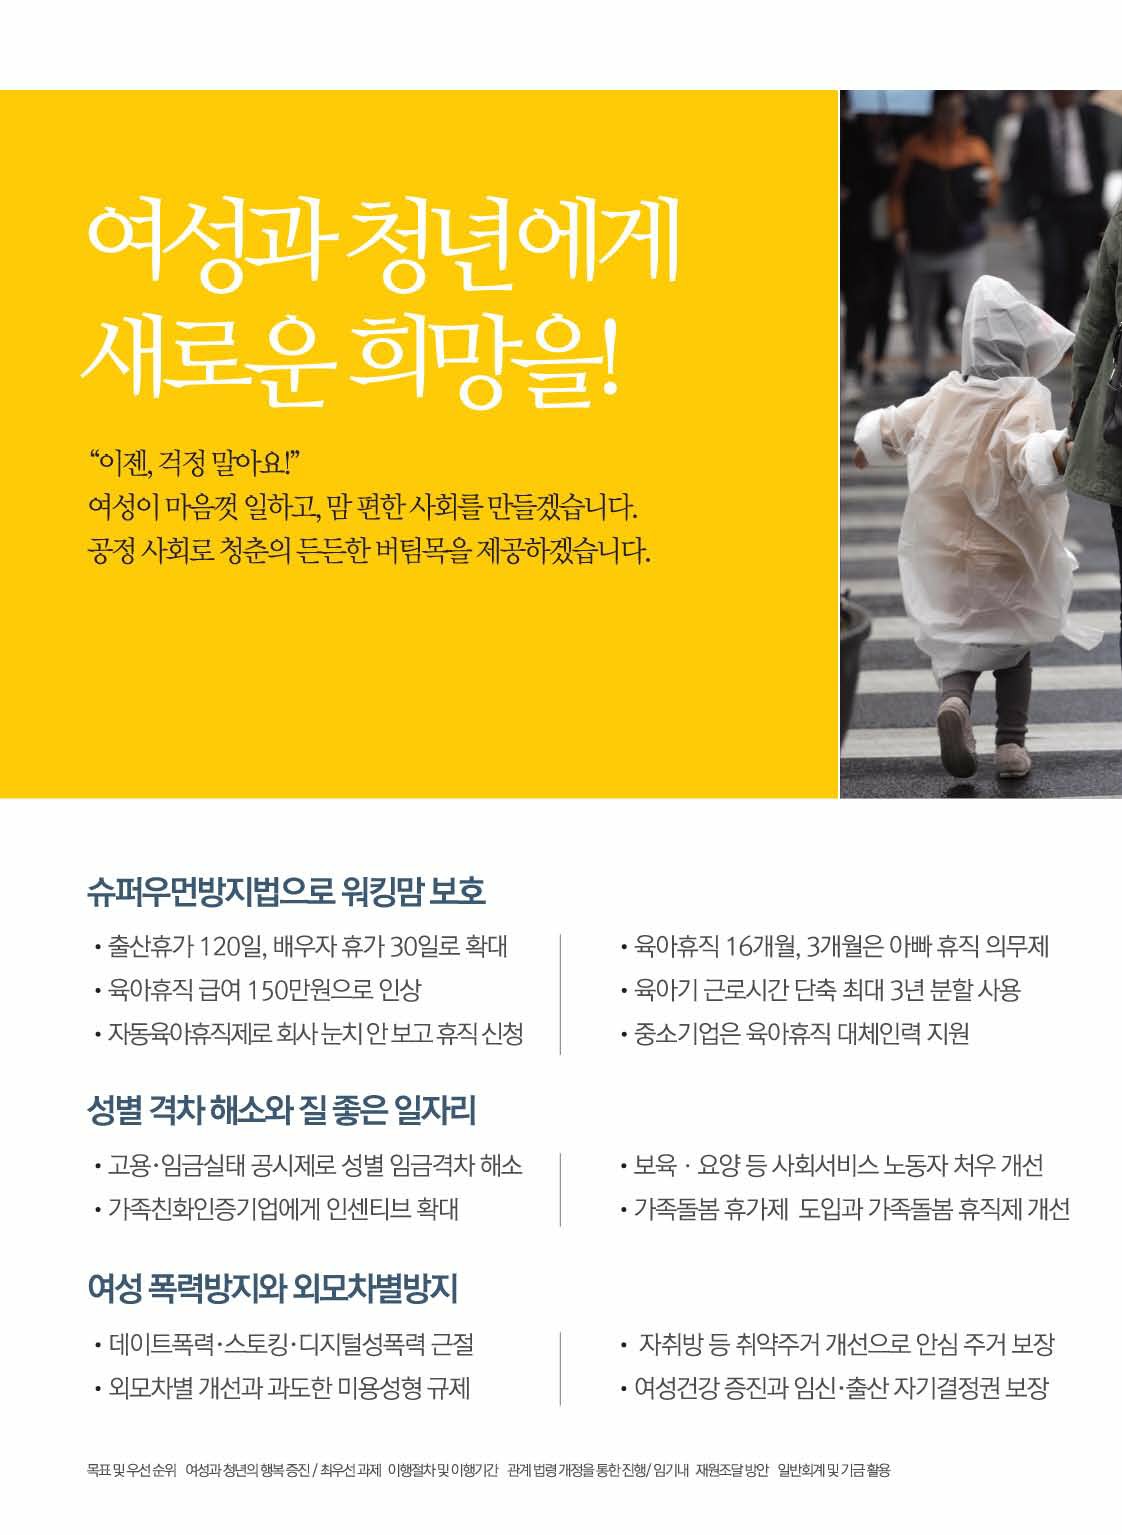 여성과 청년에게
새로운 희망을!
“이젠, 걱정 말아요!”
여성이 마음껏 일하고, 맘 편한 사회를 만들겠습니다.
공정 사회로 청춘의 든든한 버팀목을 제공하겠습니다.
슈퍼우먼방지법으로 워킹맘 보호
• 출산휴가 120일, 배우자 휴가 30일로 확대
• 육아휴직 급여 150만원으로 인상
• 자동육아휴직제로 회사 눈치 안 보고 휴직 신청
• 육아휴직 16개월, 3개월은 아빠 휴직 의무제
• 육아기 근로시간 단축 최대 3년 분할 사용
• 중소기업은 육아휴직 대체인력 지원
성별 격차 해소와 질 좋은 일자리
• 고용·임금실태 공시제로 성별 임금격차 해소
• 가족친화인증기업에게 인센티브 확대
• 보육 · 요양 등 사회서비스 노동자 처우 개선
• 가족돌봄 휴가제 도입과 가족돌봄 휴직제 개선
여성 폭력방지와 외모차별방지
• 데이트폭력·스토킹·디지털성폭력 근절
• 외모차별 개선과 과도한 미용성형 규제
• 자취방 등 취약주거 개선으로 안심 주거 보장
• 여성건강 증진과 임신·출산 자기결정권 보장
목표 및 우선 순위 여성과 청년의 행복 증진 / 최우선 과제 이행절차 및 이행기간 관계 법령 개정을 통한 진행/ 임기내 재원조달 방안 일반회계 및 기금 활용